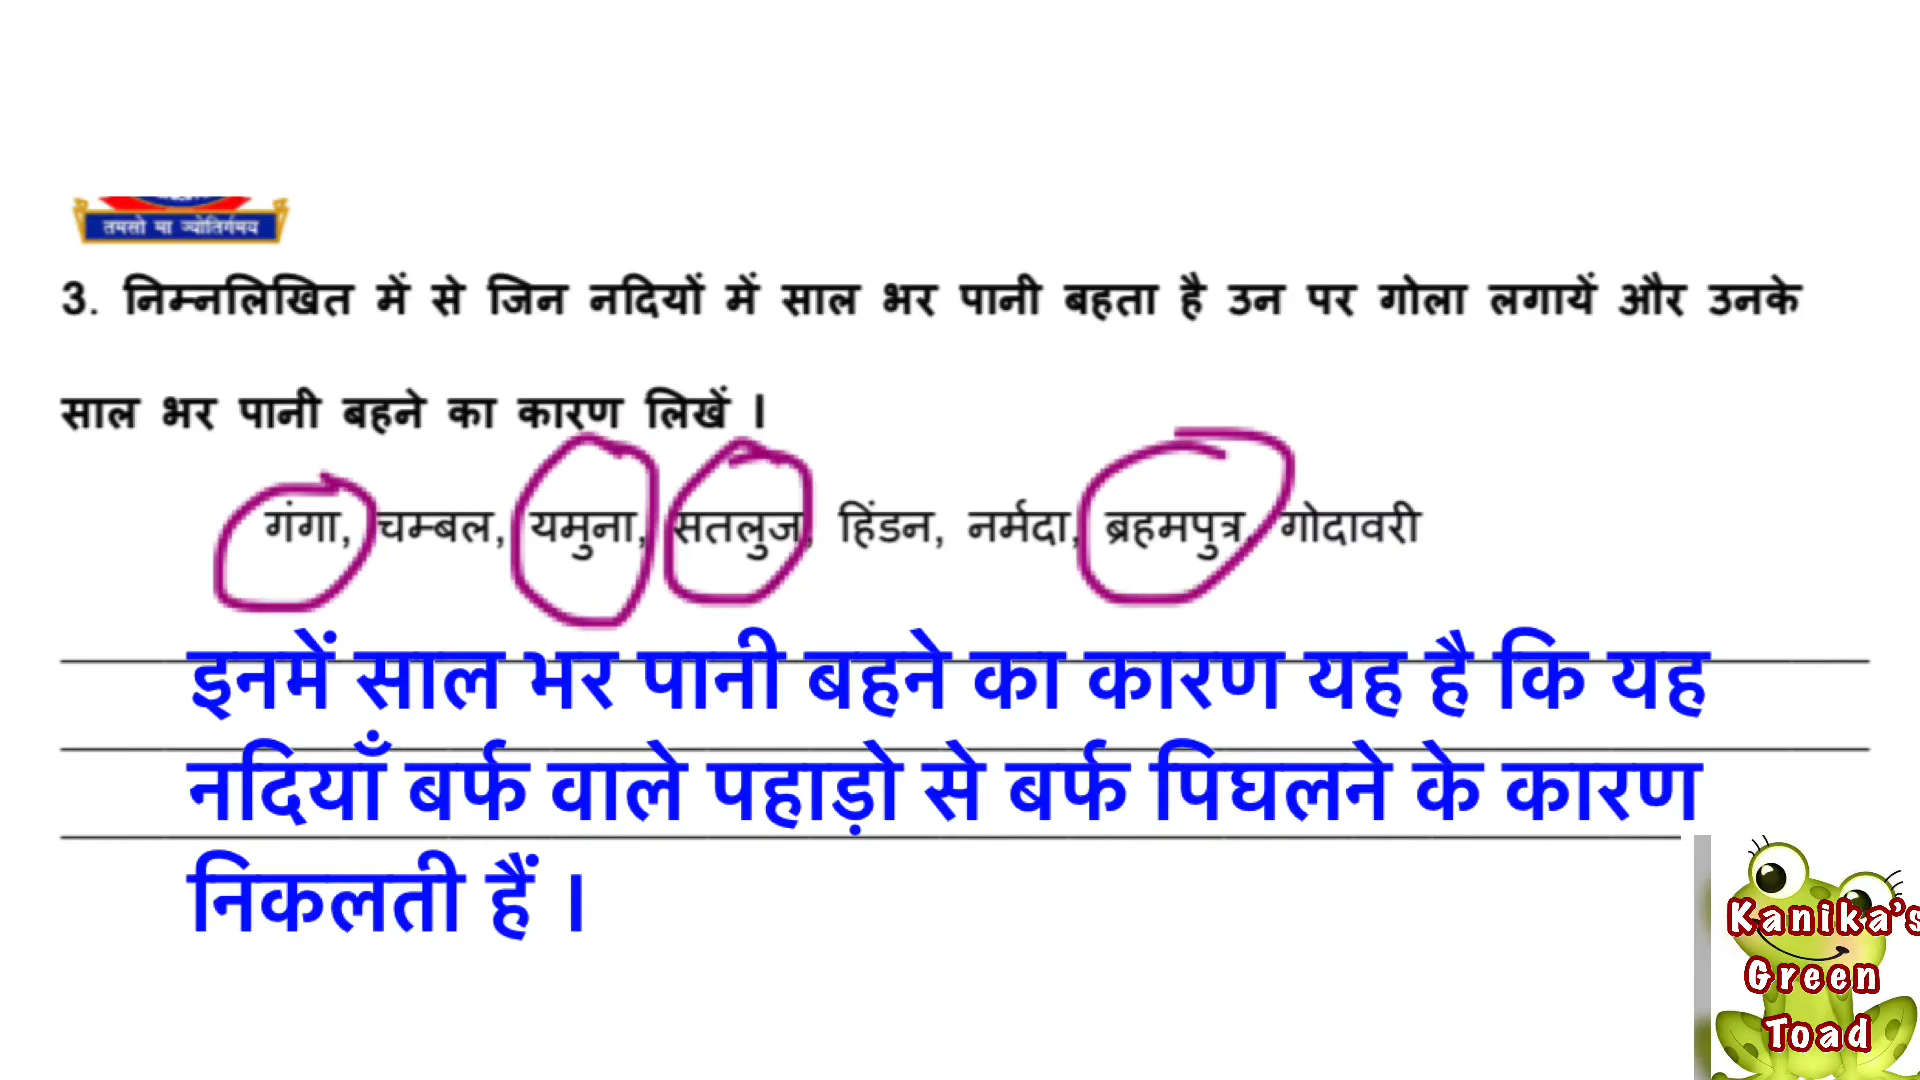 तमसो मा ज्योतिर्गमय
3. निम्नलिखित में से जिन नदियों में साल भर पानी बहता है उन पर गोला लगायें और उनके
साल भर पानी बहने का कारण लिखें ।
गंगा, चम्बल, यमुना, सतलुज, हिंडन, नर्मदा, ब्रहमपुत्र, गोदावरी
इनमें साल भर पानी बहने का कारण यह है कि यह
नदियाँ बर्फ वाले पहाड़ो से बर्फ पिघलने के कारण
निकलती हैं ।
Kanika's
Green
Toad